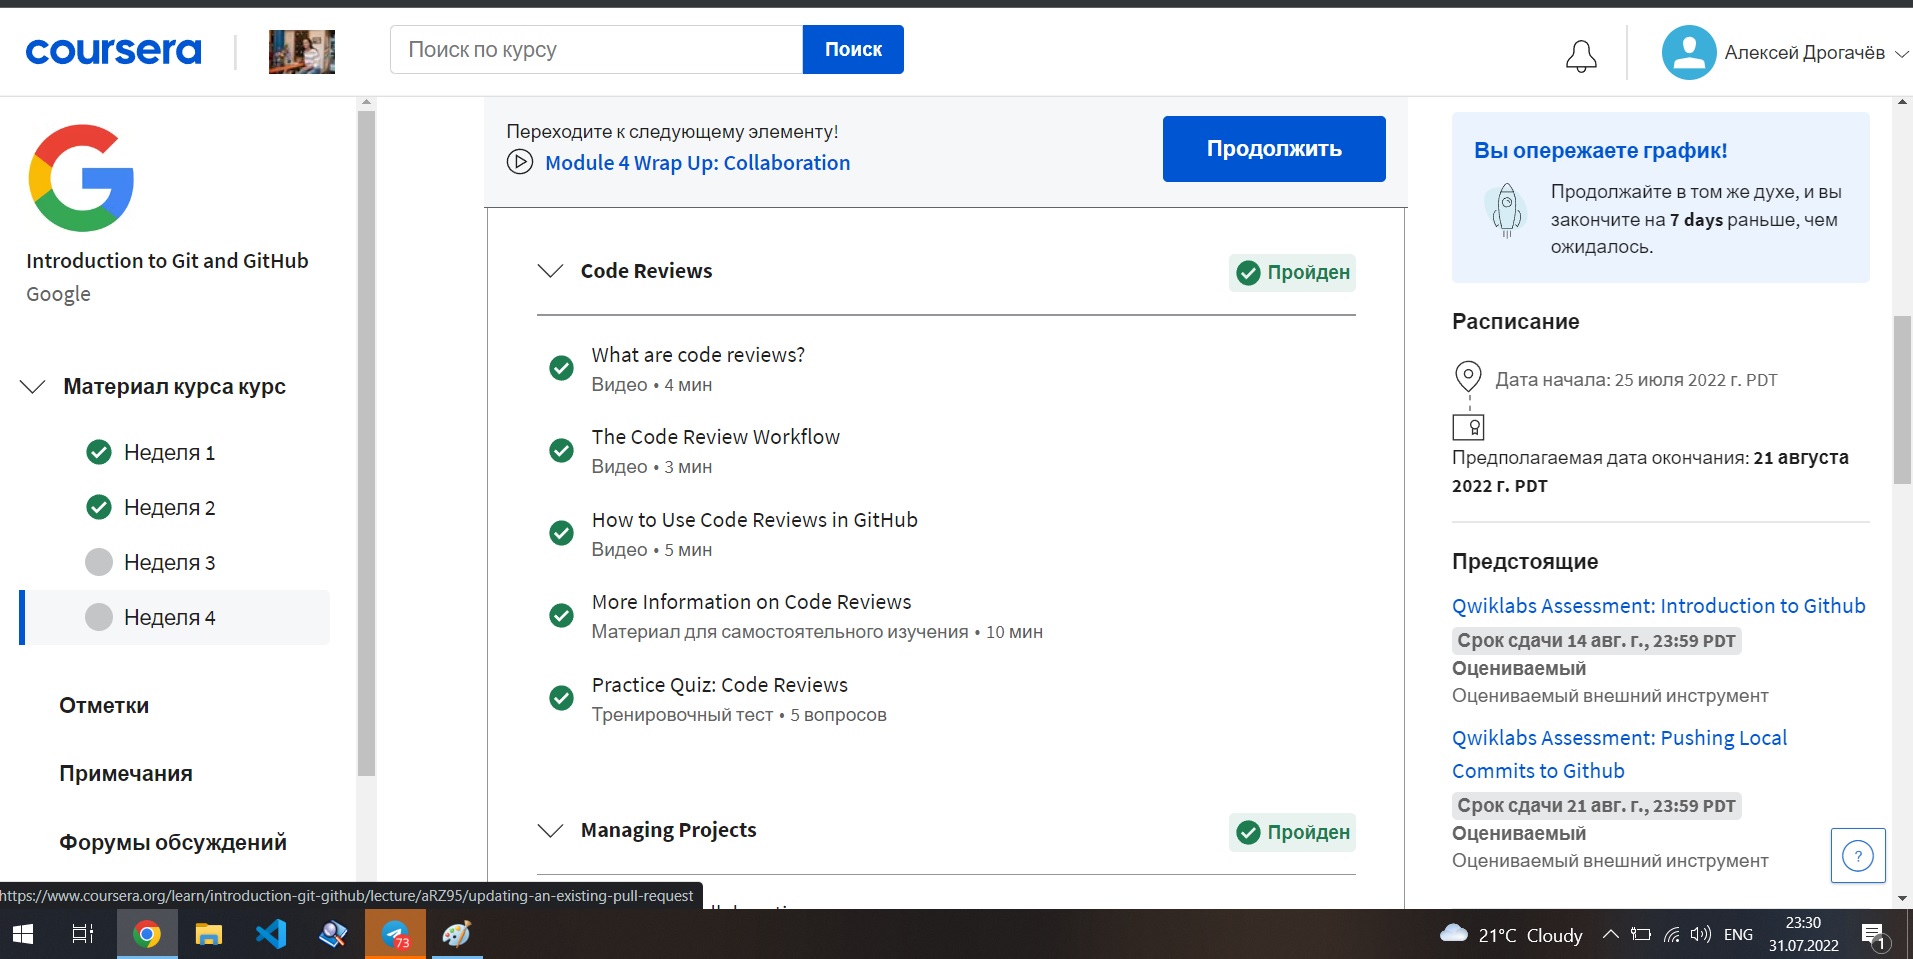 coursera
Поиск по курсу
Поиск
Алексей Дрогачёв
Introduction to Git and GitHub
Google
Материал курса курс
Неделя 1
Неделя 2
Неделя 3
Неделя 4
Отметки
Примечания
Форумы обсуждений
Переходите к следующему элементу!
Module 4 Wrap Up: Collaboration
Продолжить
Code Reviews
Пройден
What are code reviews?
Видео • 4 мин
The Code Review Workflow
Видео • 3 мин
How to Use Code Reviews in GitHub
Видео • 5 мин
More Information on Code Reviews
Материал для самостоятельного изучения • 10 мин
Practice Quiz: Code Reviews
Тренировочный тест • 5 вопросов
Managing Projects
Пройден
Вы опережаете график!
Продолжайте в том же духе, и вы
закончите на 7 days раньше, чем
ожидалось.
Расписание
Дата начала: 25 июля 2022 г. PDT
Предполагаемая дата окончания: 21 августа
2022 г. PDT
Предстоящие
Qwiklabs Assessment: Introduction to Github
Срок сдачи 14 авг. г., 23:59 PDT
Оцениваемый
Оцениваемый внешний инструмент
Qwiklabs Assessment: Pushing Local
Commits to Github
Срок сдачи 21 авг. г., 23:59 PDT
Оцениваемый
Оцениваемый внешний инструмент
?
https://www.coursera.org/learn/introduction-git-github/lecture/aRZ95/updating-an-existing-pull-request
73
21°C Cloudy
ENG
23:30
31.07.2022
1